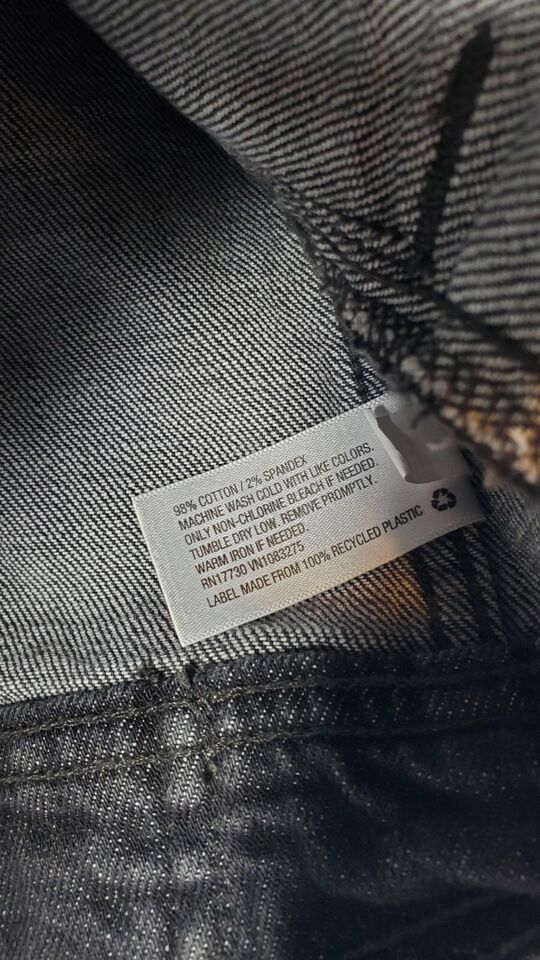 98% COTTON / 2% SPANDEX
MACHINE WASH COLD WITH LIKE COLORS.
ONLY NON-CHLORINE BLEACH IF NEEDED.
TUMBLE DRY LOW. REMOVE PROMPTLY.
WARM IRON IF NEEDED.
RN17730 VN1083275
LABEL MADE FROM 100% RECYCLED PLASTIC